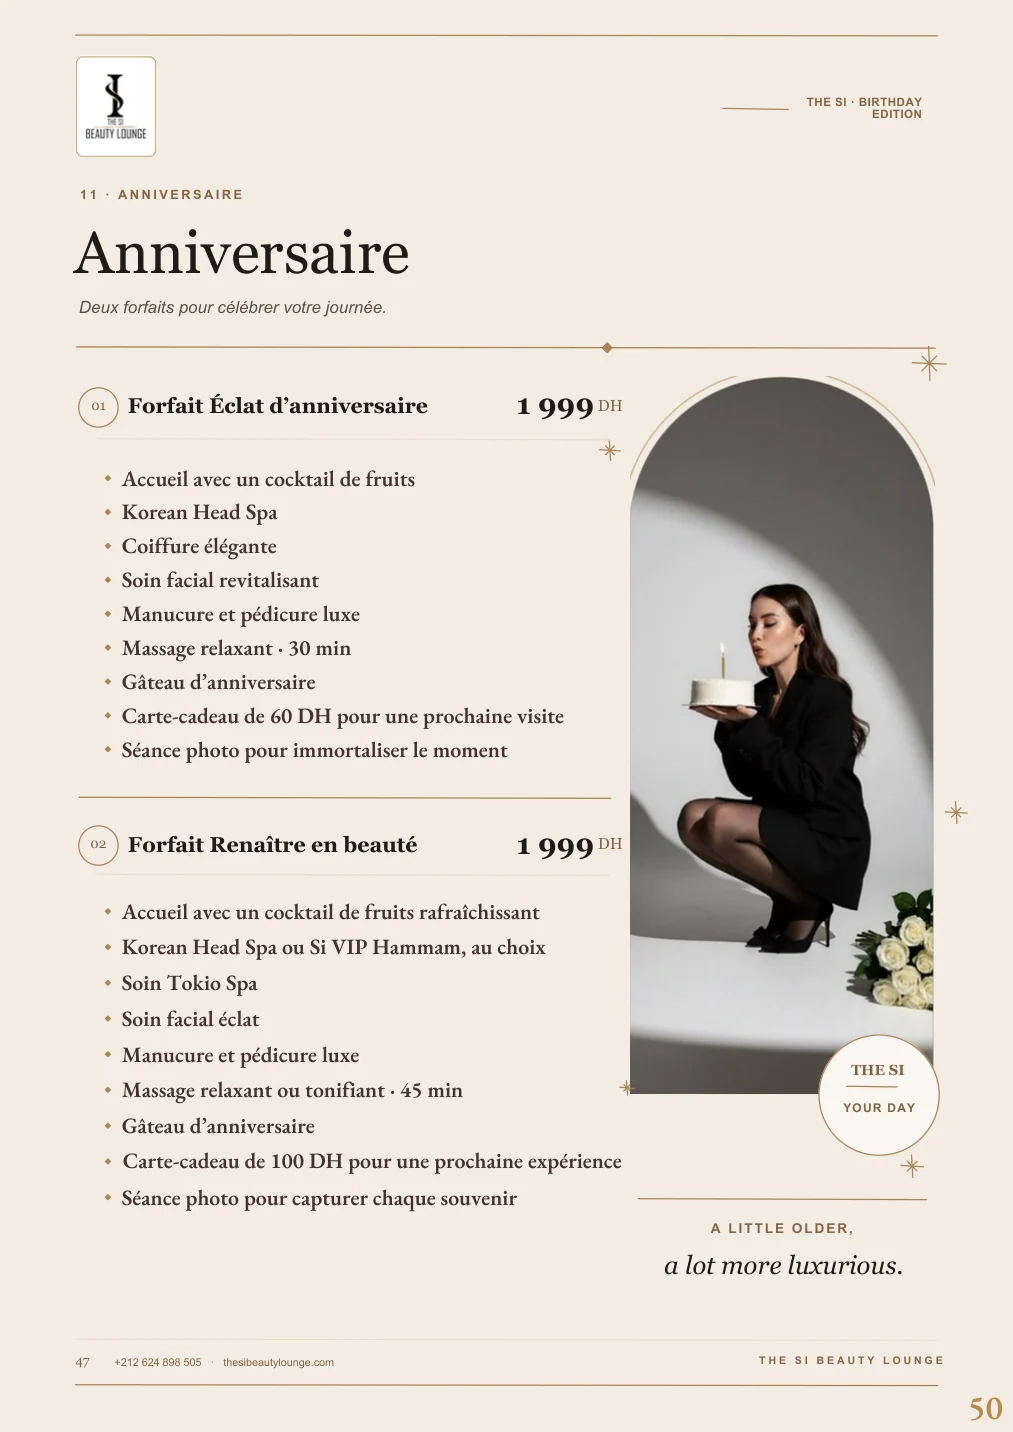 THE SI
BEAUTY LOUNGE
THE SI · BIRTHDAY
EDITION
11 · ANNIVERSAIRE
Anniversaire
Deux forfaits pour célébrer votre journée.
01 Forfait Éclat d’anniversaire 1 999 DH
Accueil avec un cocktail de fruits
Korean Head Spa
Coiffure élégante
Soin facial revitalisant
Manucure et pédicure luxe
Massage relaxant · 30 min
Gâteau d’anniversaire
Carte-cadeau de 60 DH pour une prochaine visite
Séance photo pour immortaliser le moment
02 Forfait Renaître en beauté 1 999 DH
Accueil avec un cocktail de fruits rafraîchissant
Korean Head Spa ou Si VIP Hammam, au choix
Soin Tokio Spa
Soin facial éclat
Manucure et pédicure luxe
Massage relaxant ou tonifiant · 45 min
Gâteau d’anniversaire
Carte-cadeau de 100 DH pour une prochaine expérience
Séance photo pour capturer chaque souvenir
THE SI
YOUR DAY
A LITTLE OLDER,
a lot more luxurious.
47 +212 624 898 505 · thesibeautylounge.com
THE SI BEAUTY LOUNGE
50